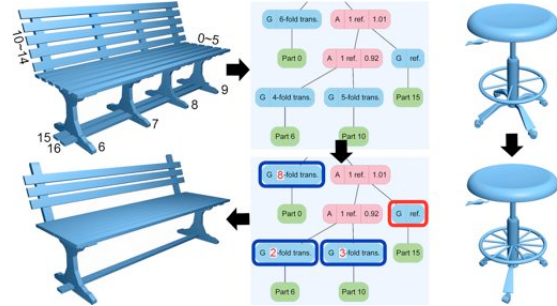 0~5
10~14
15
16
6
7
8
9
G 6-fold trans.
A 1 ref. 1.01
Part 0
A 1 ref. 0.92
G ref.
G 4-fold trans.
G 5-fold trans.
Part 15
Part 6
Part 10
G 8-fold trans.
A 1 ref. 1.01
Part 0
A 1 ref. 0.92
G ref.
G 2-fold trans.
G 3-fold trans.
Part 15
Part 6
Part 10